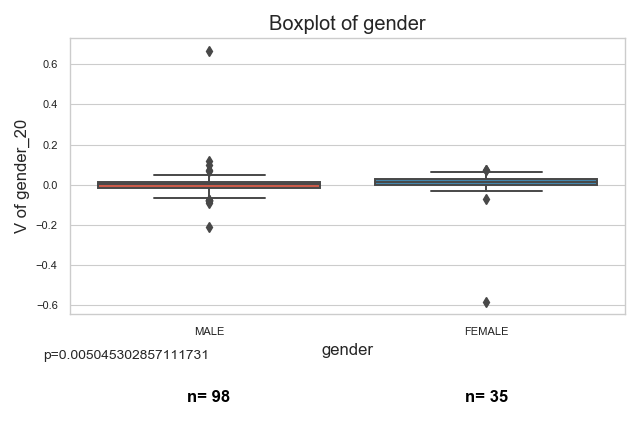 Boxplot of gender
V of gender_20
0.6
0.4
0.2
0.0
−0.2
−0.4
−0.6
MALE
FEMALE
gender
p=0.005045302857111731
n= 98
n= 35